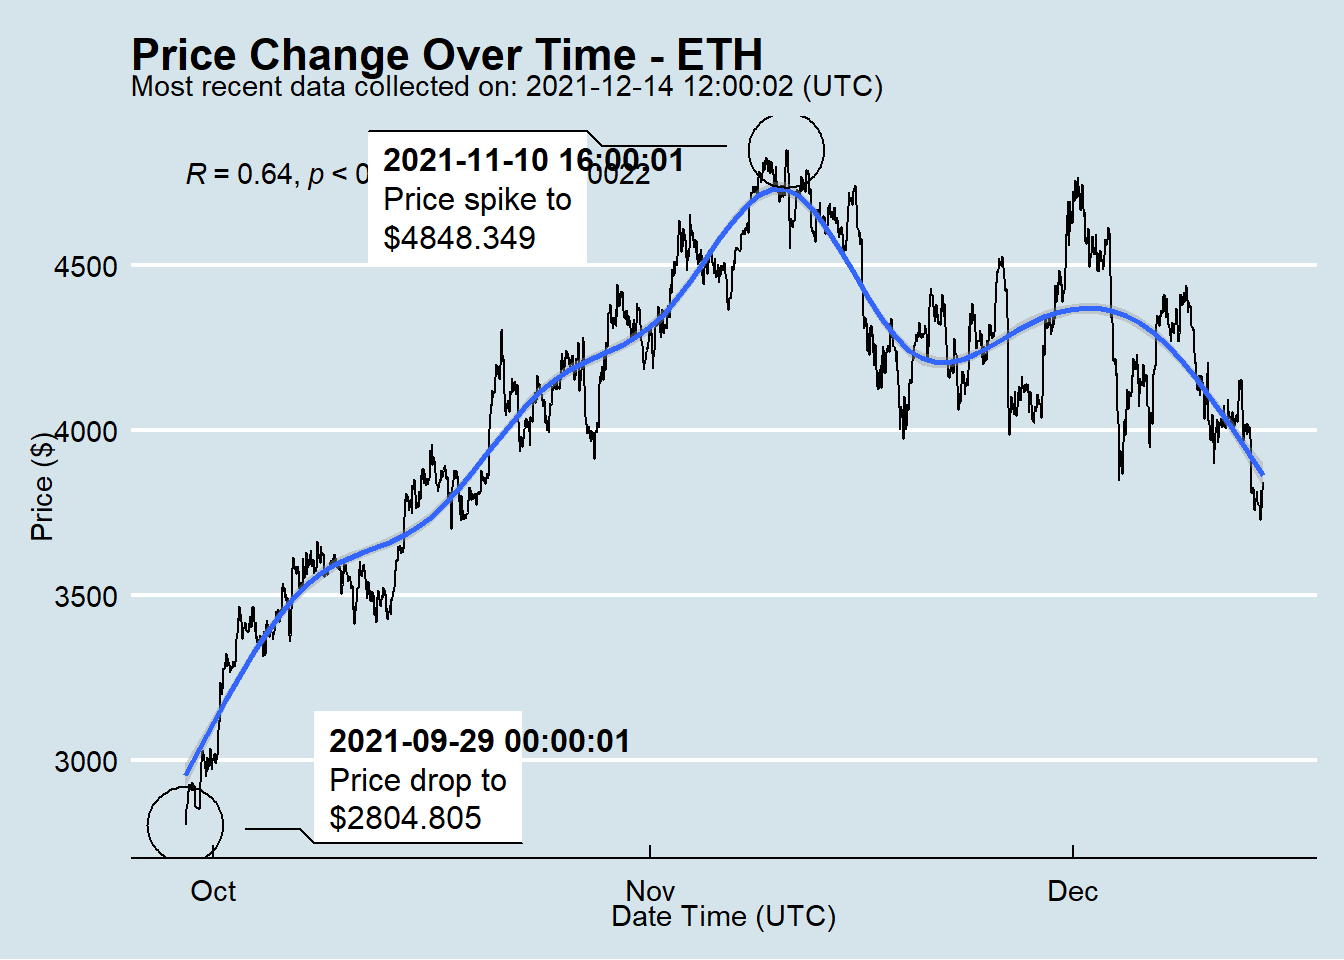 Price Change Over Time - ETH
Most recent data collected on: 2021-12-14 12:00:02 (UTC)
2021-11-10 16:00:01
R = 0.64, p < 0 0022
Price spike to
$4848.349
4500
4000
3500
3000
Price ($)
2021-09-29 00:00:01
Price drop to
$2804.805
Oct
Nov
Dec
Date Time (UTC)